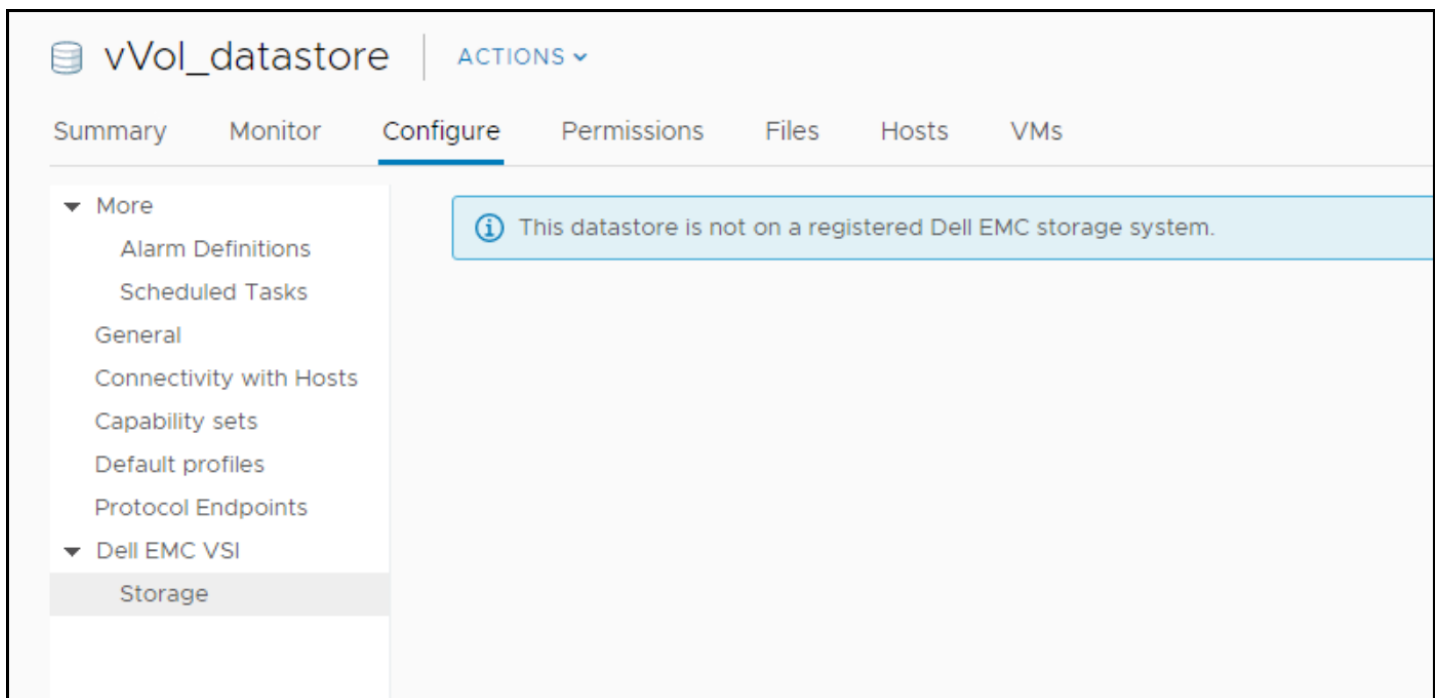 vVol_datastore ACTIONS
Summary Monitor Configure Permissions Files Hosts VMs
More
Alarm Definitions
Scheduled Tasks
General
Connectivity with Hosts
Capability sets
Default profiles
Protocol Endpoints
Dell EMC VSI
Storage
This datastore is not on a registered Dell EMC storage system.